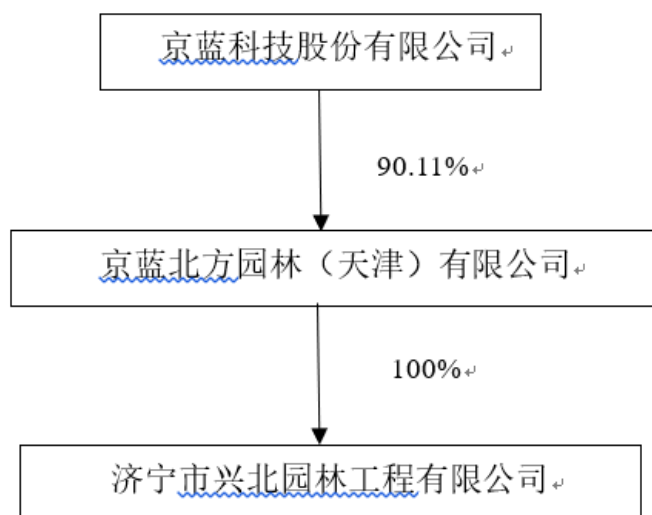 京蓝科技股份有限公司
90.11%
京蓝北方园林（天津）有限公司
100%
济宁市兴北园林工程有限公司